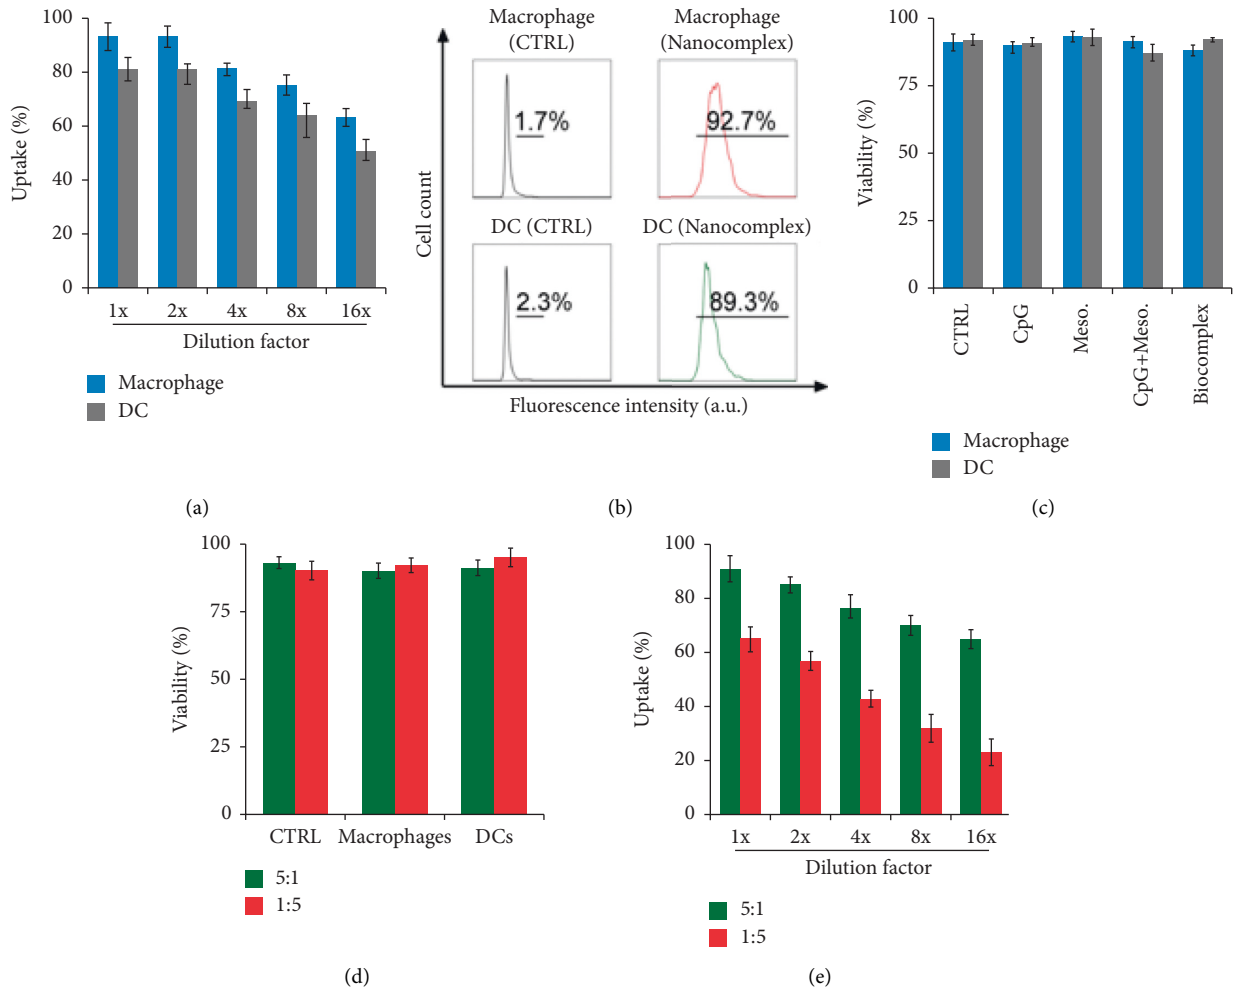 100
80
60
40
20
0
Uptake (%)
1x 2x 4x 8x 16x
Dilution factor
Macrophage
DC
(a)
Macrophage
(CTRL)
Macrophage
(Nanocomplex)
1.7%
92.7%
DC (CTRL)
DC (Nanocomplex)
2.3%
89.3%
Cell count
Fluorescence intensity (a.u.)
(b)
100
75
50
25
0
Viability (%)
CTRL
CpG
Meso.
CpG+Meso.
Biocomplex
Macrophage
DC
(c)
100
75
50
25
0
Viability (%)
CTRL Macrophages DCs
5:1
1:5
(d)
100
80
60
40
20
0
Uptake (%)
1x 2x 4x 8x 16x
Dilution factor
5:1
1:5
(e)